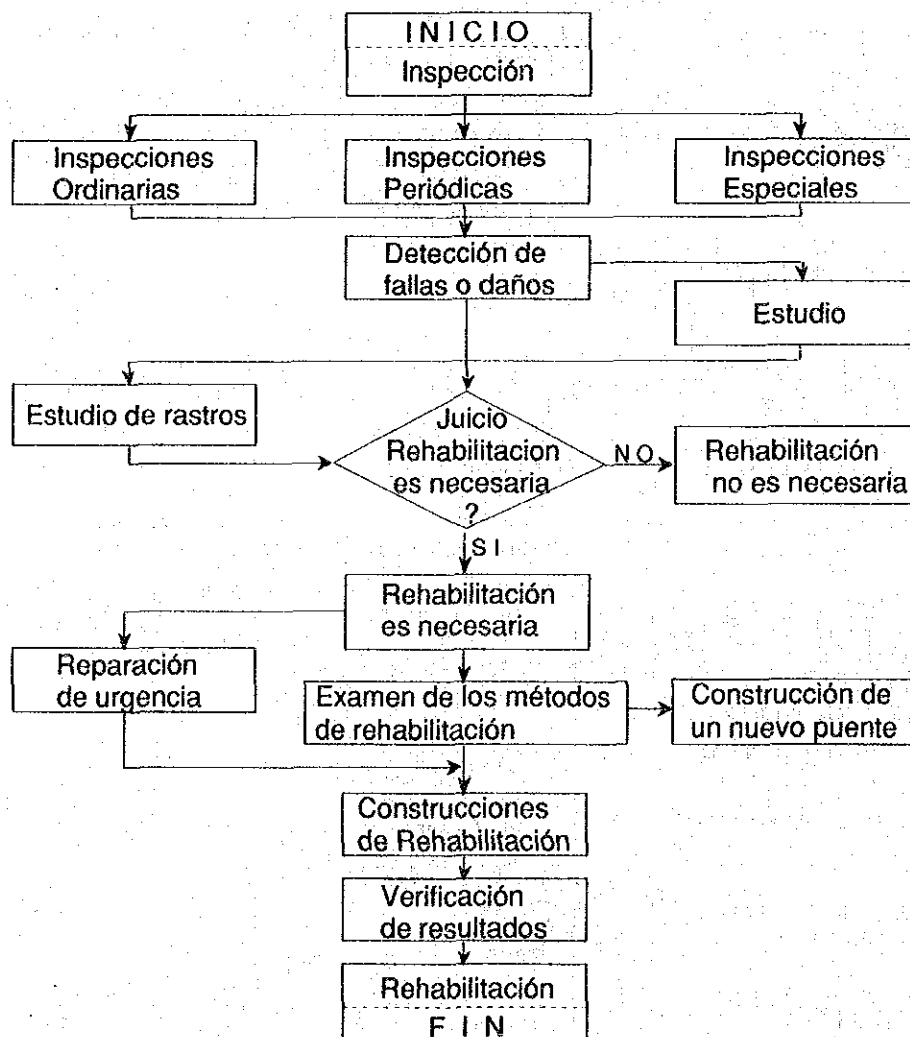 INICIO
Inspección
Inspecciones
Ordinarias
Inspecciones
Periódicas
Inspecciones
Especiales
Detección de
fallas o daños
Estudio
Estudio de rastros
Juicio
Rehabilitacion
es necesaria
?
NO
Rehabilitación
no es necesaria
SI
Rehabilitación
es necesaria
Reparación
de urgencia
Examen de los métodos
de rehabilitación
Construcción de
un nuevo puente
Construcciones
de Rehabilitación
Verificación
de resultados
Rehabilitación
FIN